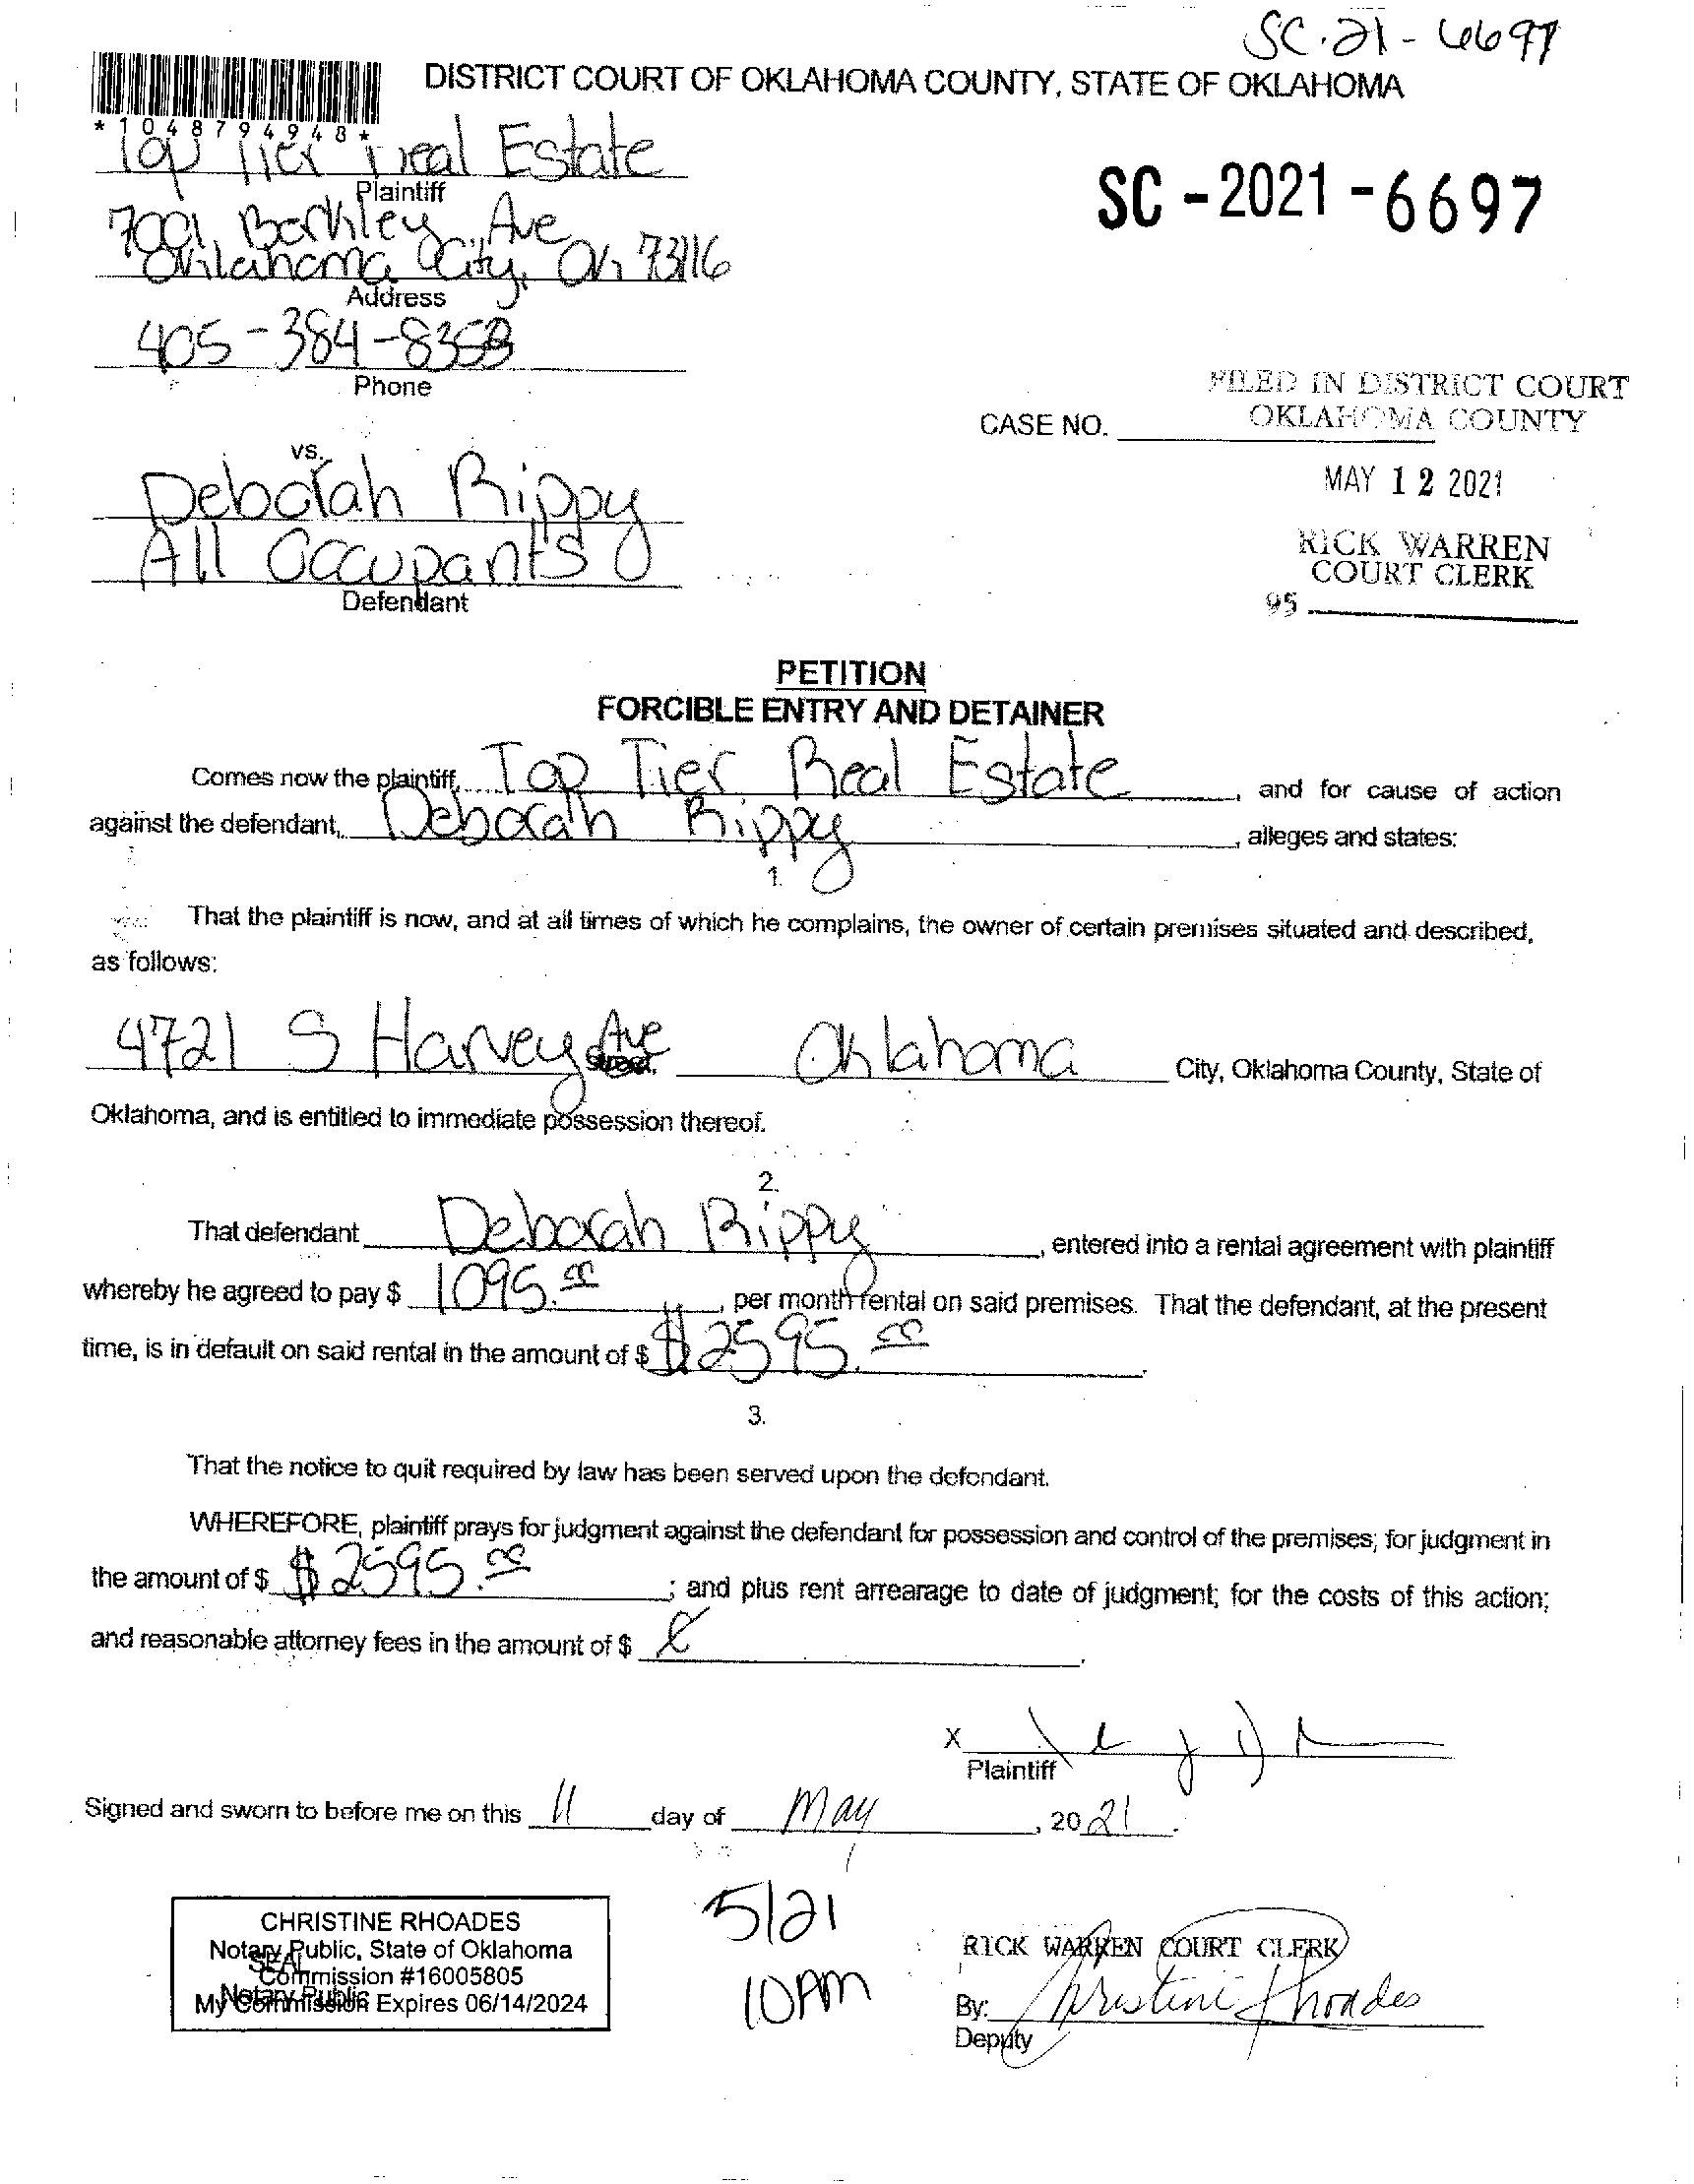 SC-21-6697
DISTRICT COURT OF OKLAHOMA COUNTY, STATE OF OKLAHOMA
*1048794948*
Top Tier Real Estate
Plaintiff
SC-2021-6697
7001 Berkley Ave
Oklahoma City, Ok 73116
Address
405-384-8353
Phone
FILED IN DISTRICT COURT
OKLAHOMA COUNTY
CASE NO.
vs.
MAY 12 2021
Deborah Rippy
All Occupants
Defendant
RICK WARREN
COURT CLERK
95
PETITION
FORCIBLE ENTRY AND DETAINER
Comes now the plaintiff, Top Tier Real Estate, and for cause of action
against the defendant, Deborah Rippy, alleges and states:
1.
That the plaintiff is now, and at all times of which he complains, the owner of certain premises situated and described,
as follows:
4721 S Harvey Ave Oklahoma City, Oklahoma County, State of
Oklahoma, and is entitled to immediate possession thereof.
2.
That defendant Deborah Rippy, entered into a rental agreement with plaintiff
whereby he agreed to pay $ 1095.00, per month rental on said premises. That the defendant, at the present
time, is in default on said rental in the amount of $ $2595.00.
3.
That the notice to quit required by law has been served upon the defendant.
WHEREFORE, plaintiff prays for judgment against the defendant for possession and control of the premises; for judgment in
the amount of $ $2595.00; and plus rent arrearage to date of judgment; for the costs of this action;
and reasonable attorney fees in the amount of $
X
Plaintiff
Signed and sworn to before me on this 11 day of May, 2021.
5/21
10Am
CHRISTINE RHOADES
Notary Public, State of Oklahoma
SEAL
Commission #16005805
Notary Public
My Commission Expires 06/14/2024
RICK WARREN COURT CLERK
By: Christine Rhoades
Deputy